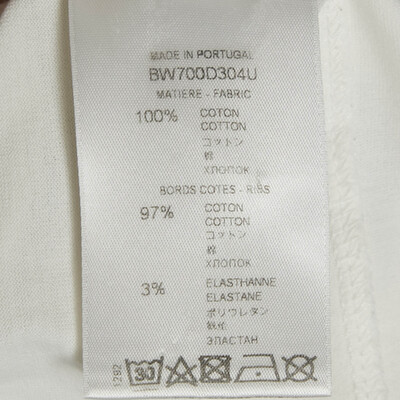 MADE IN PORTUGAL
BW700D304U
MATIERE - FABRIC
100% COTON
COTTON
コットン
棉
ХЛОПОК
BORDS COTES - RIBS
97% COTON
COTTON
コットン
棉
ХЛОПОК
3% ELASTHANNE
ELASTANE
ポリウレタン
ЭЛАСТАН
30
1292